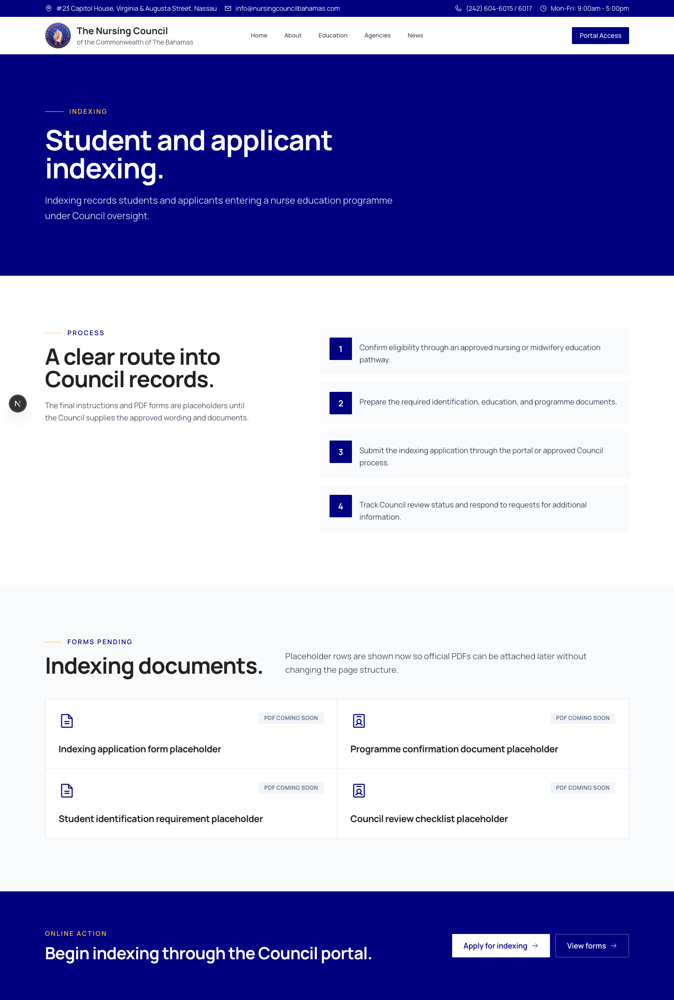 #23 Capitol House, Virginia & Augusta Street, Nassau
info@nursingcouncilbahamas.com
(242) 604-6015 / 6017
Mon-Fri: 9:00am - 5:00pm
The Nursing Council
of the Commonwealth of The Bahamas
Home
About
Education
Agencies
News
Portal Access
INDEXING
Student and applicant
indexing.
Indexing records students and applicants entering a nurse education programme
under Council oversight.
PROCESS
A clear route into
Council records.
The final instructions and PDF forms are placeholders until
the Council supplies the approved wording and documents.
1
Confirm eligibility through an approved nursing or midwifery education
pathway.
2
Prepare the required identification, education, and programme documents.
3
Submit the indexing application through the portal or approved Council
process.
4
Track Council review status and respond to requests for additional
information.
N
FORMS PENDING
Indexing documents.
Placeholder rows are shown now so official PDFs can be attached later without
changing the page structure.
PDF COMING SOON
Indexing application form placeholder
PDF COMING SOON
Programme confirmation document placeholder
PDF COMING SOON
Student identification requirement placeholder
PDF COMING SOON
Council review checklist placeholder
ONLINE ACTION
Begin indexing through the Council portal.
Apply for indexing
View forms